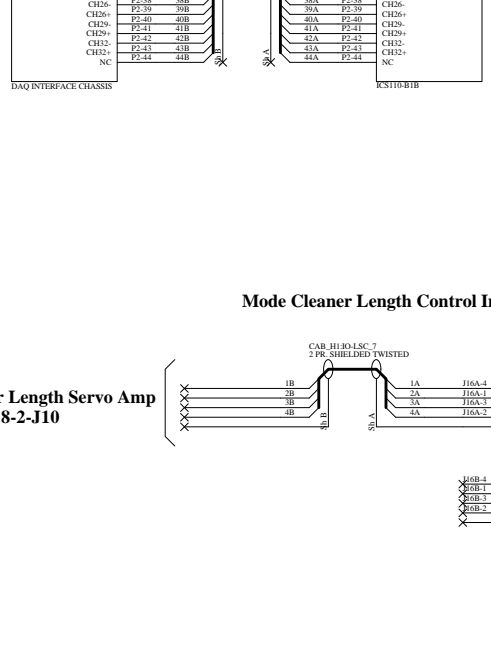 CH26- P2-38 38B 38A P2-38 CH26-
CH26+ P2-39 39B 39A P2-39 CH26+
CH29- P2-40 40B 40A P2-40 CH29-
CH29+ P2-41 41B 41A P2-41 CH29+
CH32- P2-42 42B 42A P2-42 CH32-
CH32+ P2-43 43B 43A P2-43 CH32+
NC P2-44 44B Sh B Sh A 44A P2-44 NC
DAQ INTERFACE CHASSIS ICS110-B1B
Mode Cleaner Length Control
CAB_H1:IO-LSC_7
2 PR. SHIELDED TWISTED
1B 1A J16A-4
2B 2A J16A-1
r Length Servo Amp 3B 3A J16A-3
8-2-J10 4B 4A J16A-2
Sh B Sh A
J16B-4
J16B-1
J16B-3
J16B-2